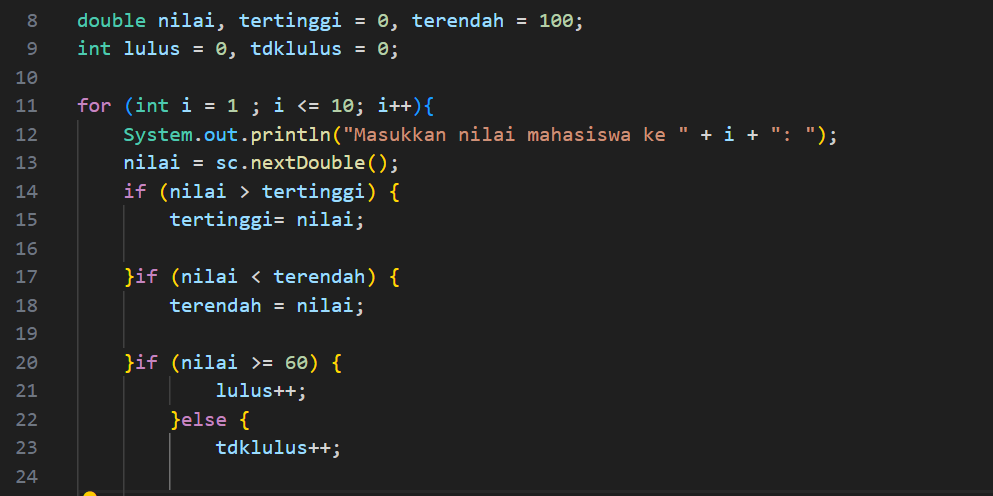 8 double nilai, tertinggi = 0, terendah = 100;
9 int lulus = 0, tdklulus = 0;
10
11 for (int i = 1 ; i <= 10; i++){
12 System.out.println("Masukkan nilai mahasiswa ke " + i + ": ");
13 nilai = sc.nextDouble();
14 if (nilai > tertinggi) {
15 tertinggi= nilai;
16
17 }if (nilai < terendah) {
18 terendah = nilai;
19
20 }if (nilai >= 60) {
21 lulus++;
22 }else {
23 tdklulus++;
24